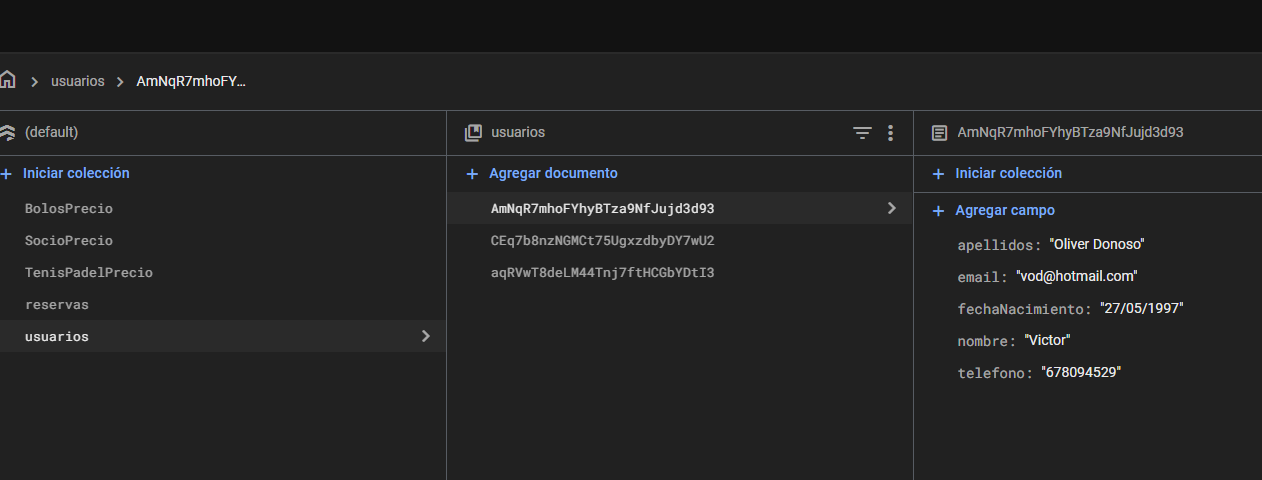 usuarios AmNqR7mhoFY...
(default)
Iniciar colección
BolosPrecio
SocioPrecio
TenisPadelPrecio
reservas
usuarios
usuarios
Agregar documento
AmNqR7mhoFYhyBTza9NfJujd3d93
CEq7b8nzNGMCt75UgxzdbyDY7wU2
aqRVwT8deLM44Tnj7ftHCGbYDtI3
AmNqR7mhoFYhyBTza9NfJujd3d93
Iniciar colección
Agregar campo
apellidos: "Oliver Donoso"
email: "vod@hotmail.com"
fechaNacimiento: "27/05/1997"
nombre: "Victor"
telefono: "678094529"